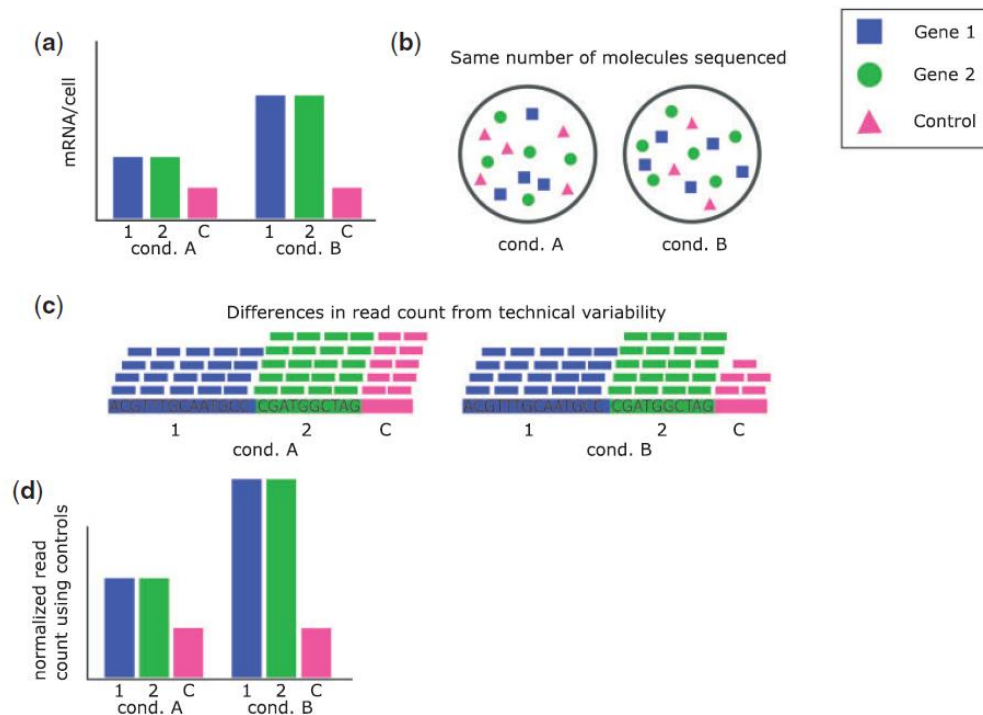 (a)
mRNA/cell
1 2 C 1 2 C
cond. A cond. B
(b)
Same number of molecules sequenced
cond. A cond. B
Gene 1
Gene 2
Control
(c)
Differences in read count from technical variability
ACGTTTGCAATGCC CGATGGCTAG ACGTTTGCAATGCC CGATGGCTAG
1 2 C 1 2 C
cond. A cond. B
(d)
normalized read
count using controls
1 2 C 1 2 C
cond. A cond. B